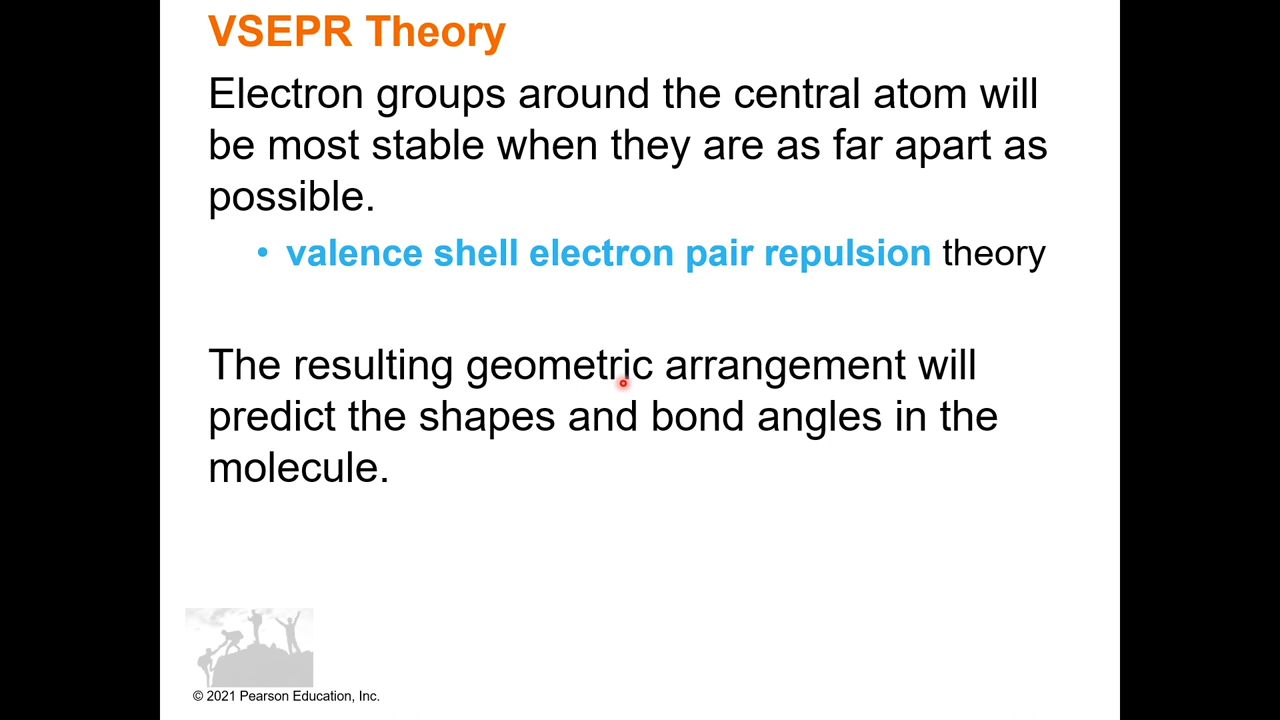 VSEPR Theory
Electron groups around the central atom will
be most stable when they are as far apart as
possible.
• valence shell electron pair repulsion theory
The resulting geometric arrangement will
predict the shapes and bond angles in the
molecule.
© 2021 Pearson Education, Inc.